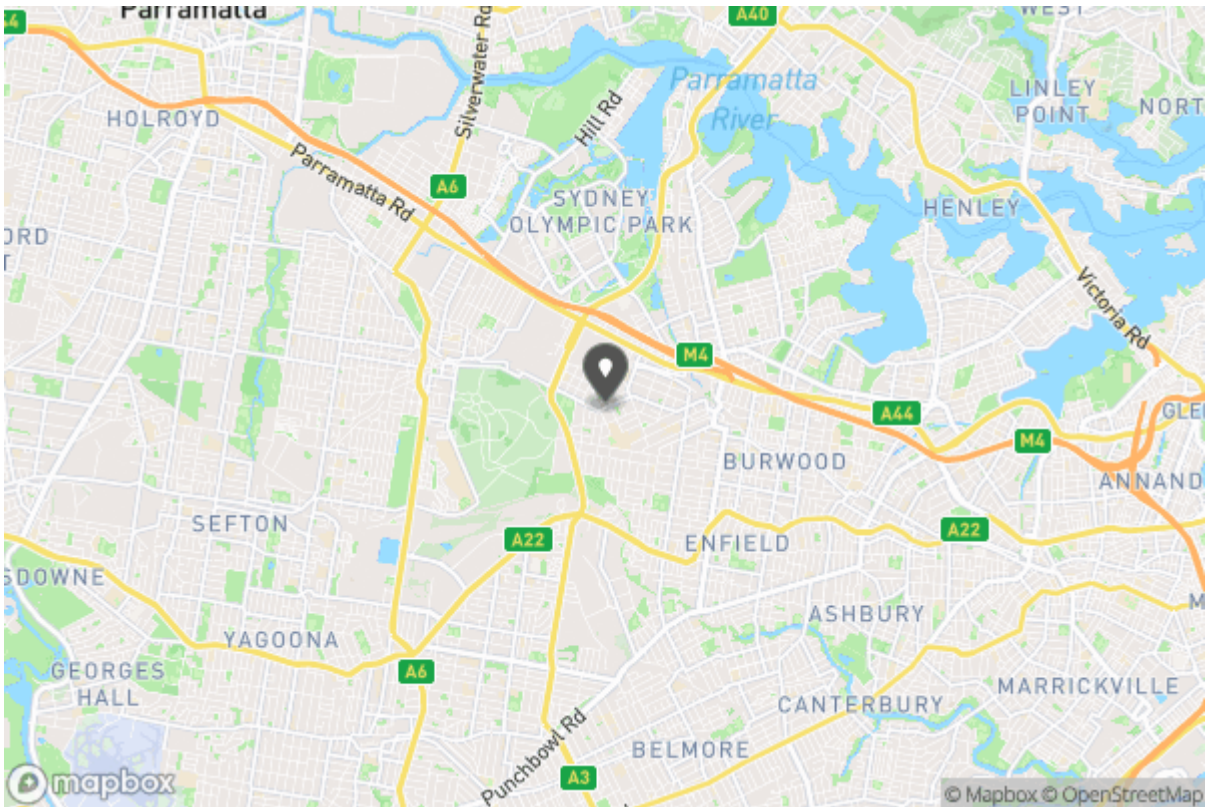 Parramatta
44
A40
WEST
Silverwater Rd
Parramatta
River
LINLEY
POINT
NORT
HOLROYD
Hill Rd
Parramatta Rd
A6
SYDNEY
OLYMPIC PARK
HENLEY
ORD
T
Victoria Rd
M4
A44
GLE
M4
BURWOOD
ANNAND
SEFTON
A22
ENFIELD
A22
SDOWNE
ASHBURY
M
YAGOONA
A6
GEORGES
HALL
MARRICKVILLE
CANTERBURY
Punchbowl Rd
BELMORE
A3
mapbox
© Mapbox © OpenStreetMap